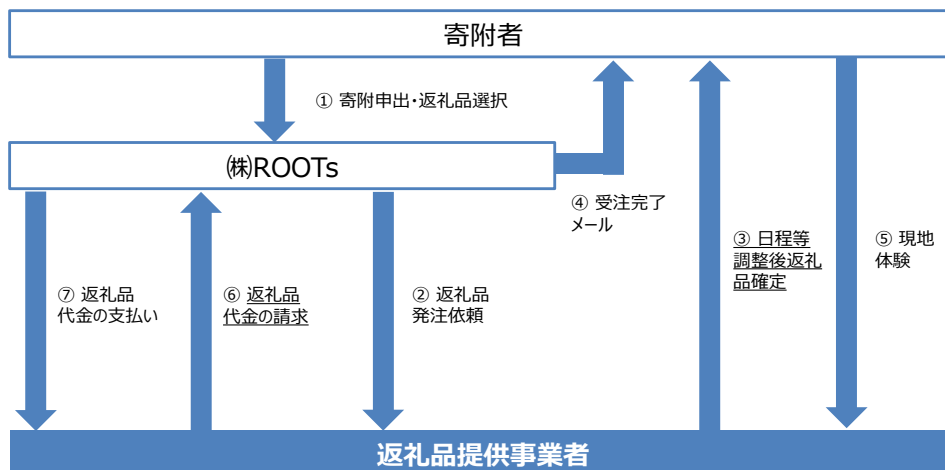 寄附者
① 寄附申出・返礼品選択
㈱ROOTs
④ 受注完了
メール
③ 日程等
調整後返礼
品確定
⑤ 現地
体験
⑦ 返礼品
代金の支払い
⑥ 返礼品
代金の請求
② 返礼品
発注依頼
返礼品提供事業者